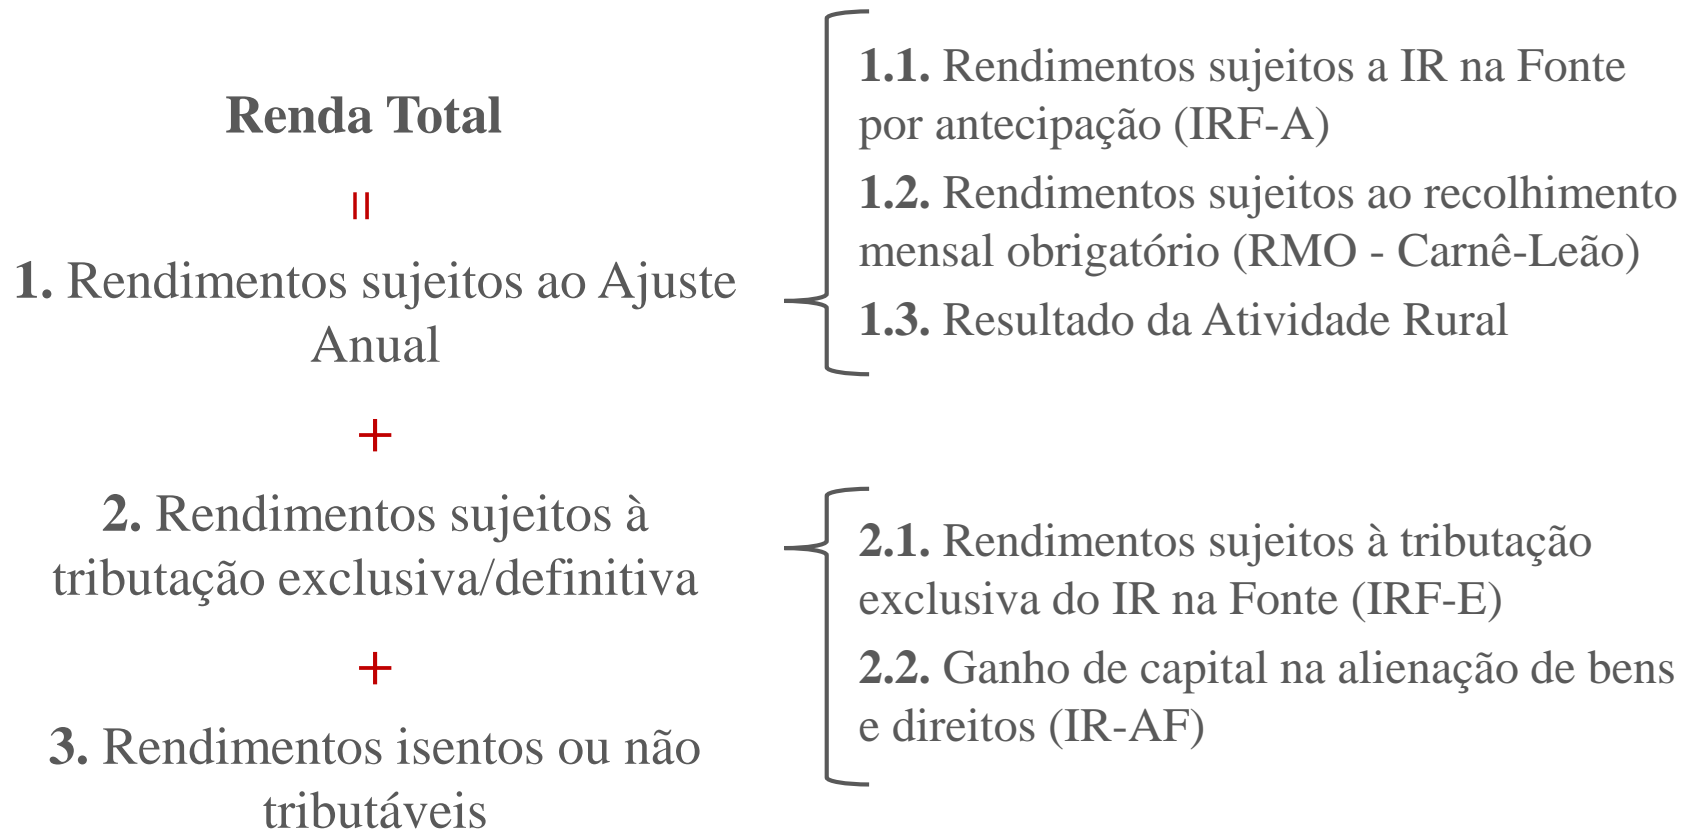 Renda Total
=
1. Rendimentos sujeitos ao Ajuste
Anual
+
2. Rendimentos sujeitos à
tributação exclusiva/definitiva
+
3. Rendimentos isentos ou não
tributáveis
1.1. Rendimentos sujeitos a IR na Fonte
por antecipação (IRF-A)
1.2. Rendimentos sujeitos ao recolhimento
mensal obrigatório (RMO - Carnê-Leão)
1.3. Resultado da Atividade Rural
2.1. Rendimentos sujeitos à tributação
exclusiva do IR na Fonte (IRF-E)
2.2. Ganho de capital na alienação de bens
e direitos (IR-AF)